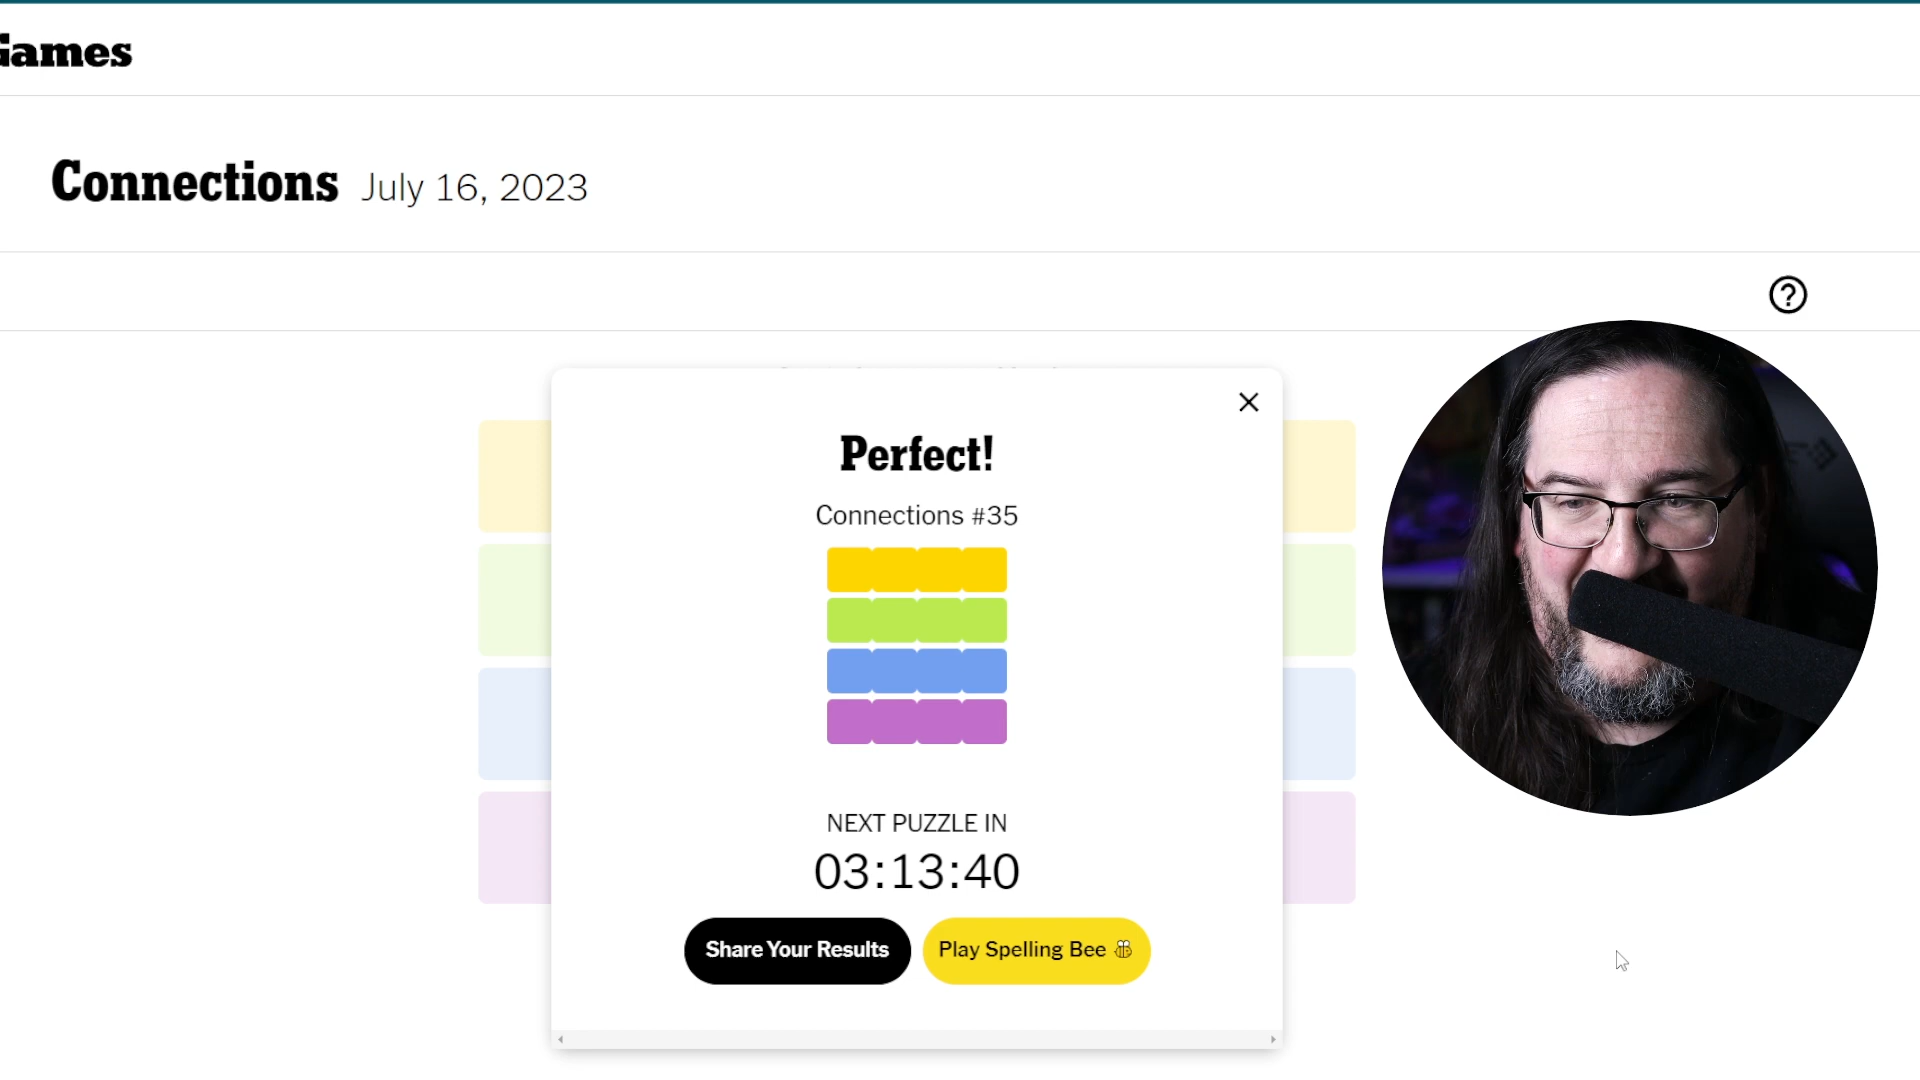 Games
Connections July 16, 2023
Perfect!
Connections #35
NEXT PUZZLE IN
03:13:40
Share Your Results
Play Spelling Bee